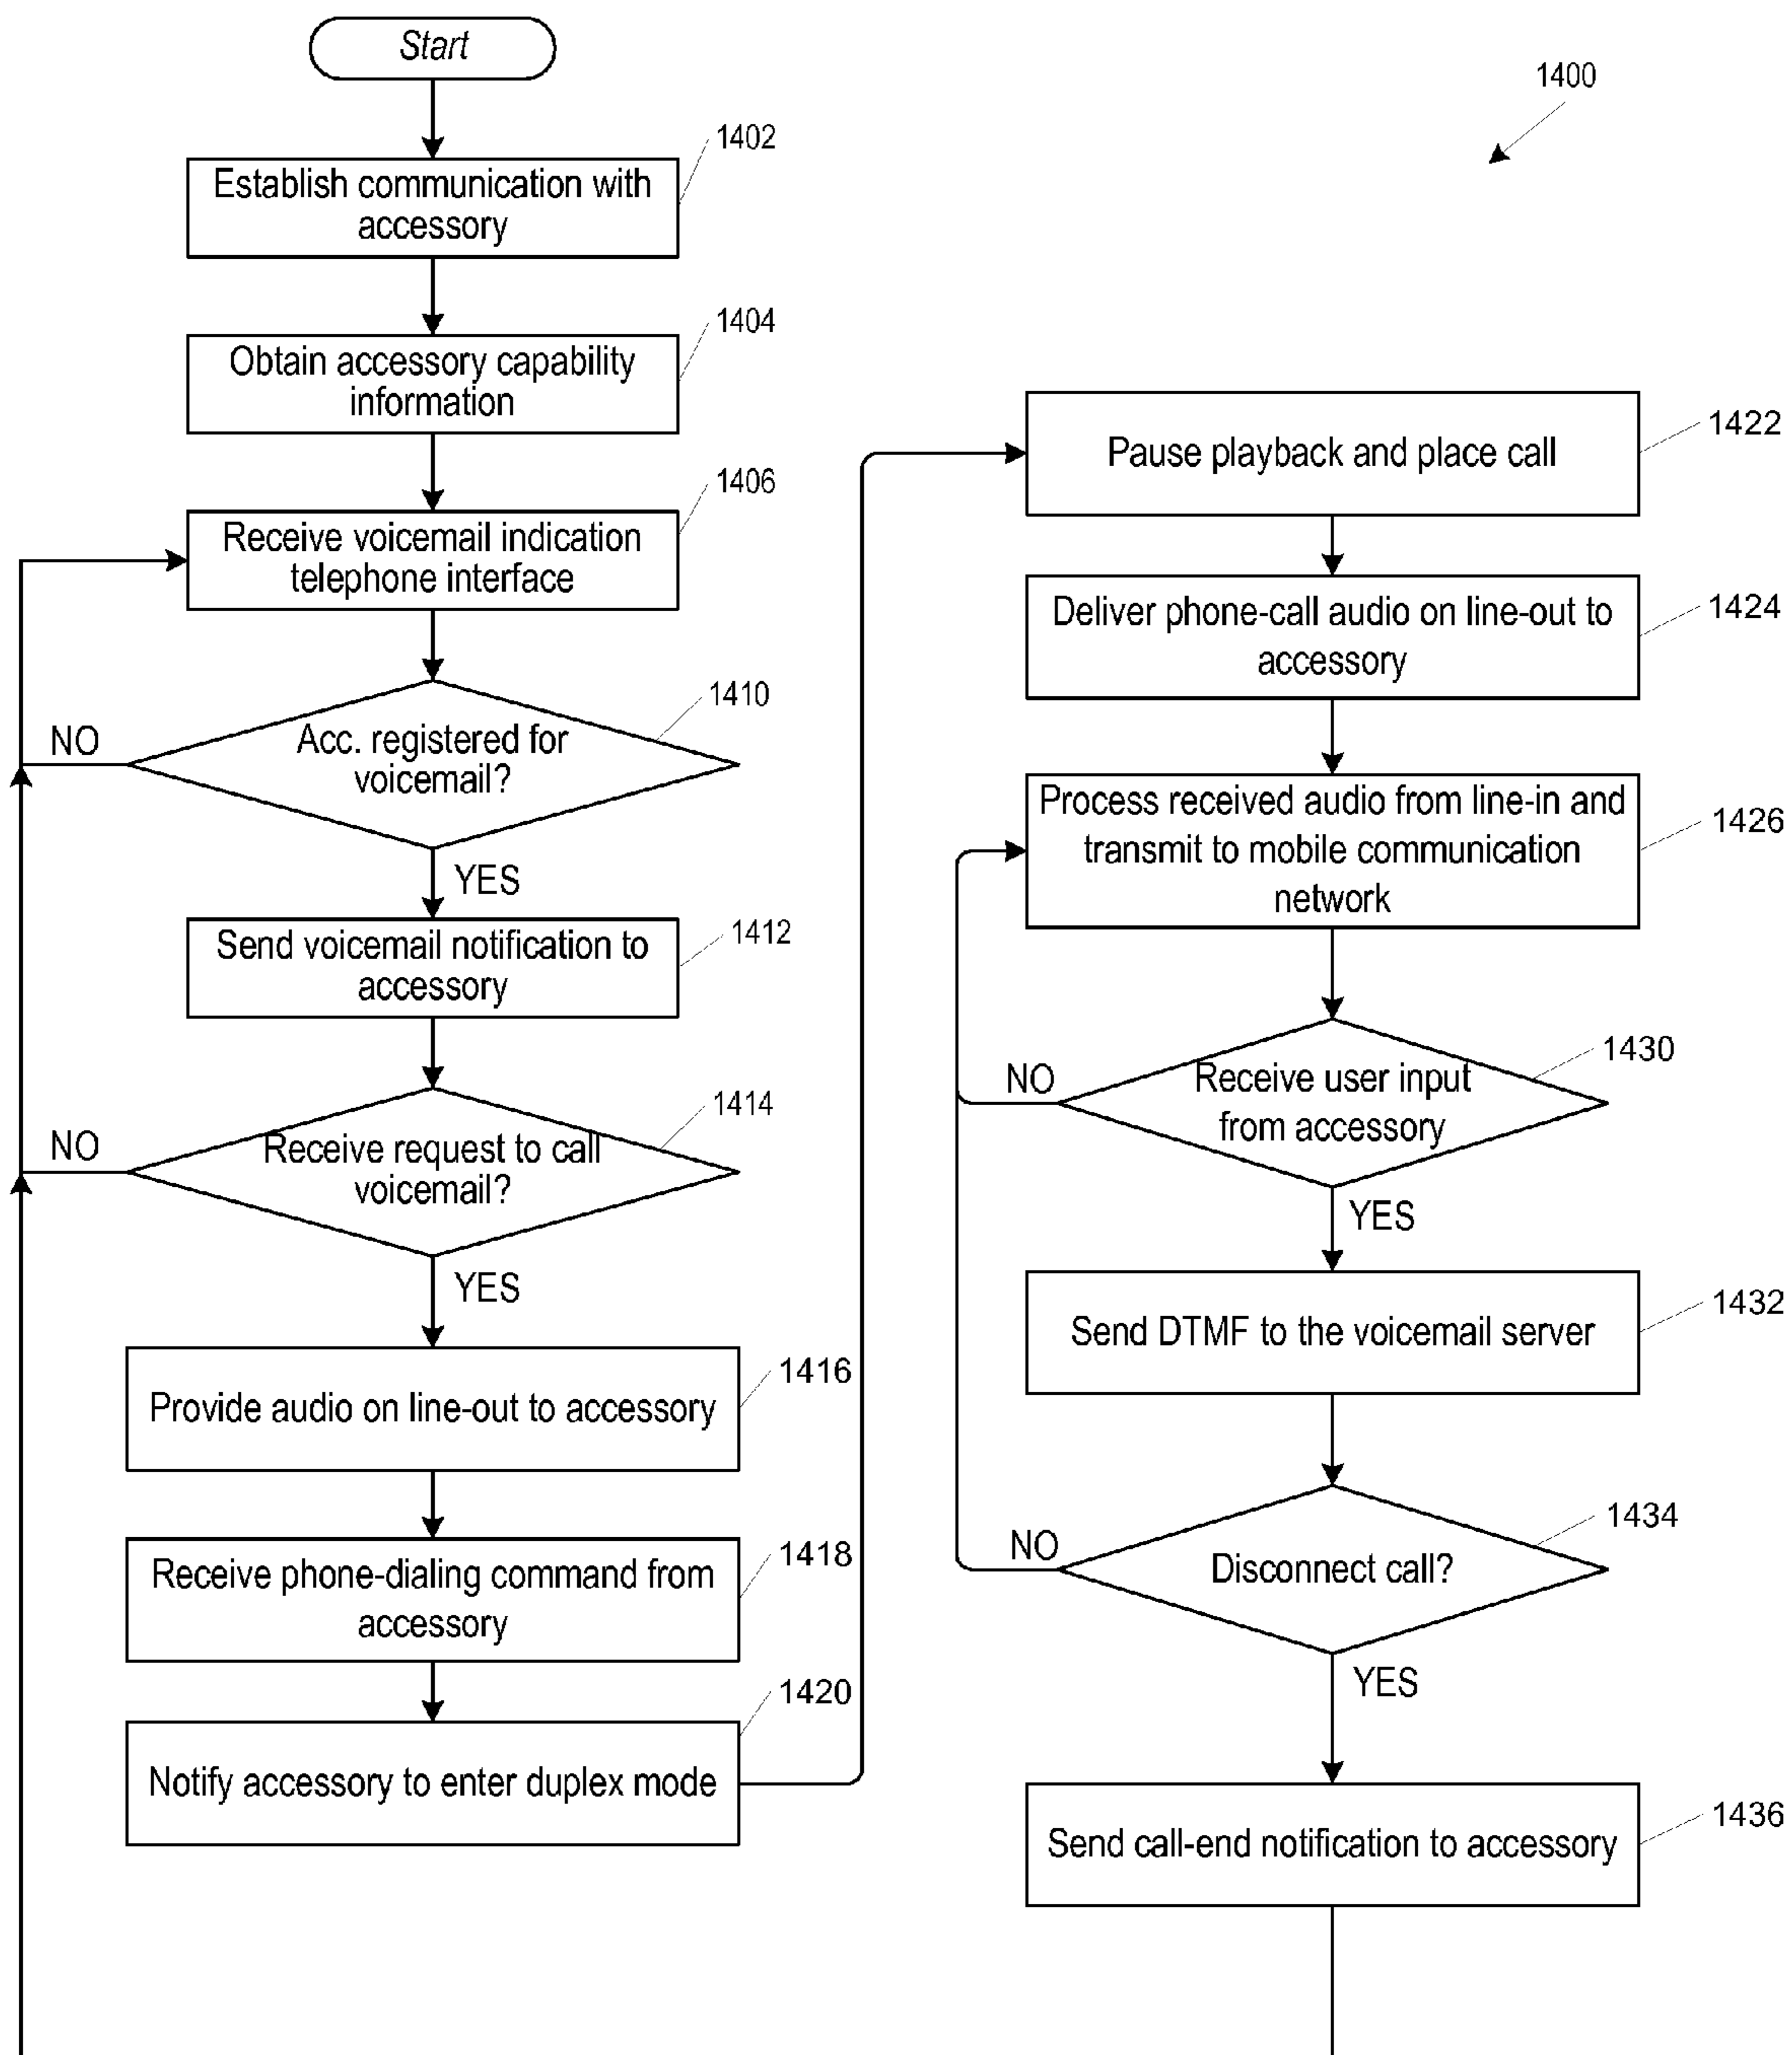 Start
1400
1402
Establish communication with
accessory
1404
Obtain accessory capability
information
1406
Receive voicemail indication
telephone interface
1410
Acc. registered for
voicemail?
NO
YES
1412
Send voicemail notification to
accessory
1414
Receive request to call
voicemail?
NO
YES
1416
Provide audio on line-out to accessory
1418
Receive phone-dialing command from
accessory
1420
Notify accessory to enter duplex mode
1422
Pause playback and place call
1424
Deliver phone-call audio on line-out to
accessory
1426
Process received audio from line-in and
transmit to mobile communication
network
1430
Receive user input
from accessory
NO
YES
1432
Send DTMF to the voicemail server
1434
Disconnect call?
NO
YES
1436
Send call-end notification to accessory